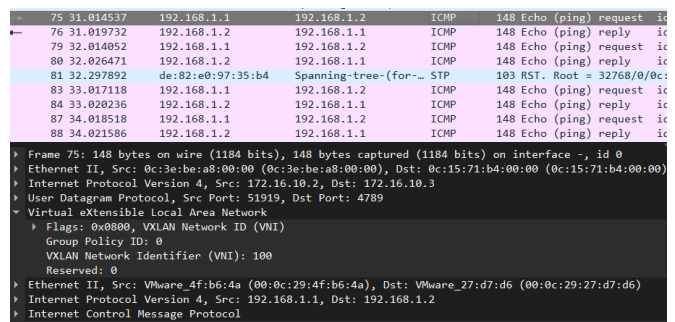 75 31.014537 192.168.1.1 192.168.1.2 ICMP 148 Echo (ping) request
76 31.019732 192.168.1.2 192.168.1.1 ICMP 148 Echo (ping) reply
79 32.014052 192.168.1.1 192.168.1.2 ICMP 148 Echo (ping) request
80 32.026471 192.168.1.2 192.168.1.1 ICMP 148 Echo (ping) reply
81 32.297892 de:82:e0:97:35:b4 Spanning-tree-(for-… STP 103 RST. Root = 32768/0/0c:
83 33.017118 192.168.1.1 192.168.1.2 ICMP 148 Echo (ping) request
84 33.020236 192.168.1.2 192.168.1.1 ICMP 148 Echo (ping) reply
87 34.018518 192.168.1.1 192.168.1.2 ICMP 148 Echo (ping) request
88 34.021586 192.168.1.2 192.168.1.1 ICMP 148 Echo (ping) reply
Frame 75: 148 bytes on wire (1184 bits), 148 bytes captured (1184 bits) on interface -, id 0
Ethernet II, Src: 0c:3e:be:a8:00:00 (0c:3e:be:a8:00:00), Dst: 0c:15:71:b4:00:00 (0c:15:71:b4:00:00)
Internet Protocol Version 4, Src: 172.16.10.2, Dst: 172.16.10.3
User Datagram Protocol, Src Port: 51919, Dst Port: 4789
Virtual eXtensible Local Area Network
Flags: 0x0800, VXLAN Network ID (VNI)
Group Policy ID: 0
VXLAN Network Identifier (VNI): 100
Reserved: 0
Ethernet II, Src: VMware_4f:b6:4a (00:0c:29:4f:b6:4a), Dst: VMware_27:d7:d6 (00:0c:29:27:d7:d6)
Internet Protocol Version 4, Src: 192.168.1.1, Dst: 192.168.1.2
Internet Control Message Protocol